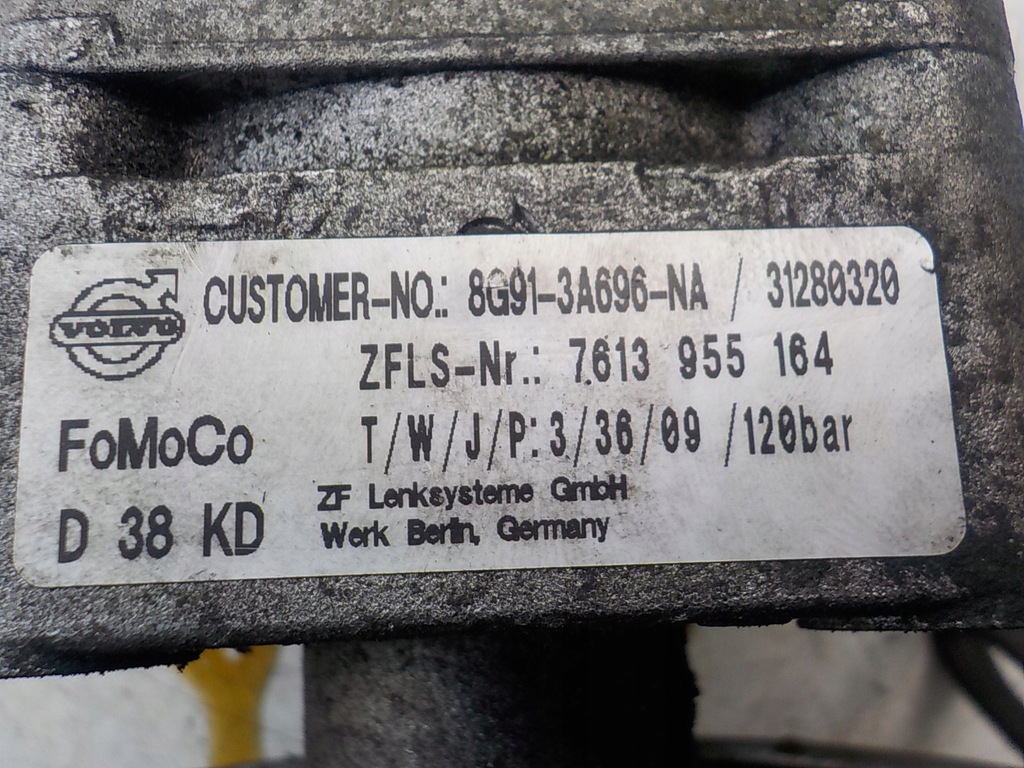 VOLVO
CUSTOMER-NO.: 8G91-3A696-NA / 31280320
ZFLS-Nr.: 7613 955 164
FoMoCo T/W/J/P: 3/36/09 /120bar
ZF Lenksysteme GmbH
D 38 KD Werk Berlin, Germany